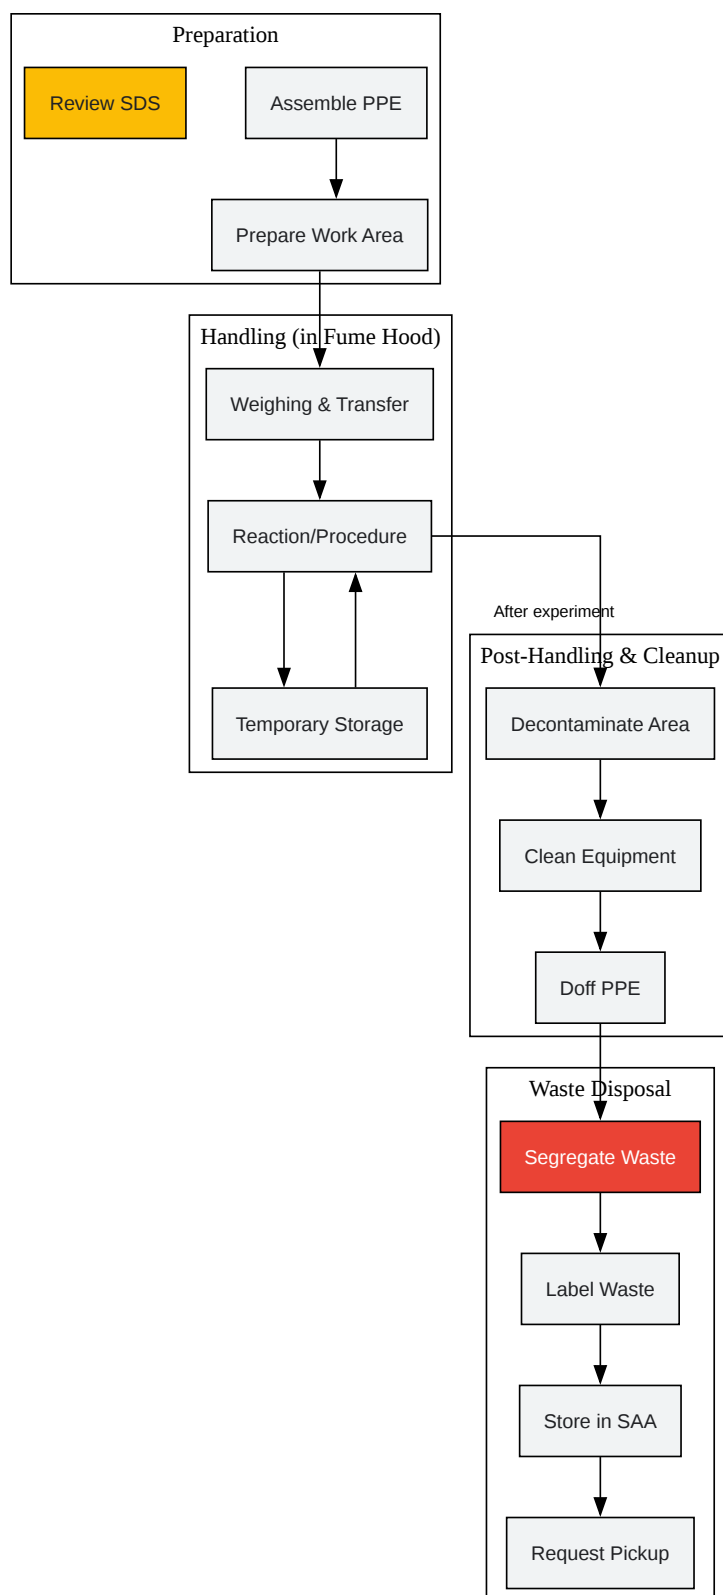 Preparation
Review SDS
Assemble PPE
Prepare Work Area
Handling (in Fume Hood)
Weighing & Transfer
Reaction/Procedure
After experiment
Temporary Storage
Post-Handling & Cleanup
Decontaminate Area
Clean Equipment
Doff PPE
Waste Disposal
Segregate Waste
Label Waste
Store in SAA
Request Pickup